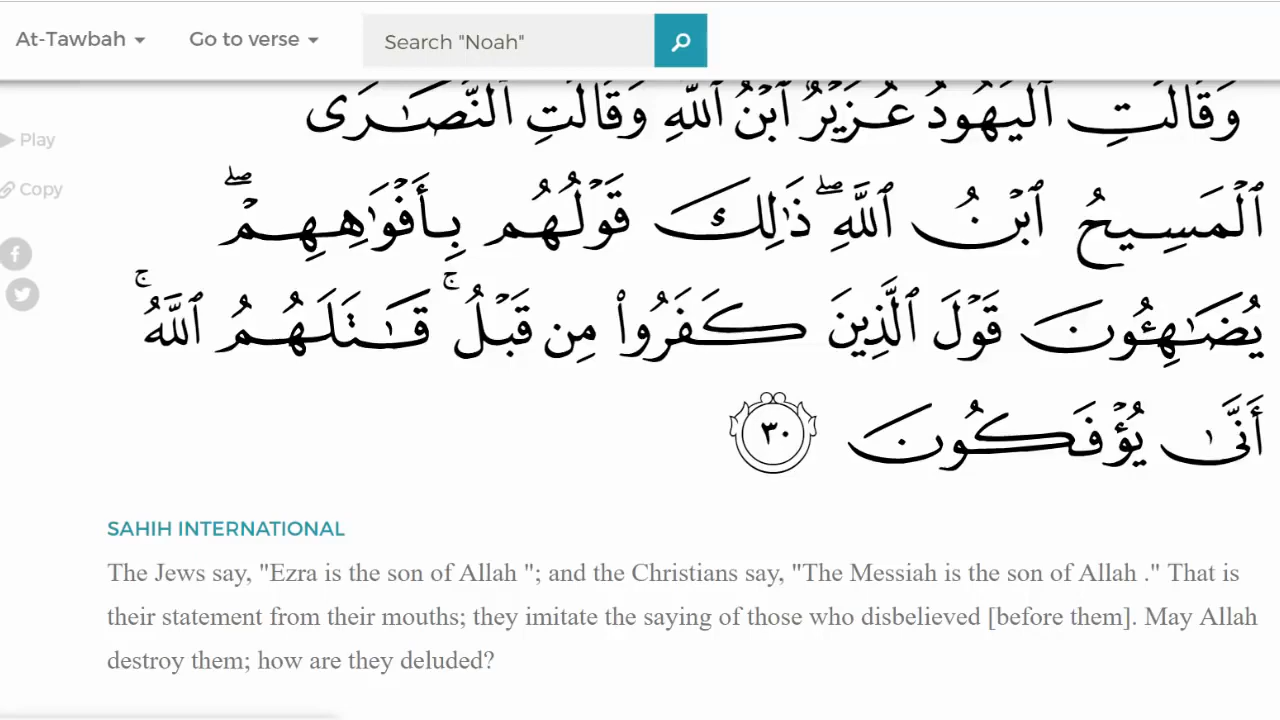 At-Tawbah
Go to verse
Search "Noah"
Play
Copy
وَقَالَتِ ٱلْيَهُودُ عُزَيْرٌ ٱبْنُ ٱللَّهِ وَقَالَتِ ٱلنَّصَـٰرَى
ٱلْمَسِيحُ ٱبْنُ ٱللَّهِ ۖ ذَٰلِكَ قَوْلُهُم بِأَفْوَٰهِهِمْ ۖ
يُضَـٰهِـُٔونَ قَوْلَ ٱلَّذِينَ كَفَرُوا۟ مِن قَبْلُ ۚ قَـٰتَلَهُمُ ٱللَّهُ ۚ
أَنَّىٰ يُؤْفَكُونَ ٣٠
SAHIH INTERNATIONAL
The Jews say, "Ezra is the son of Allah "; and the Christians say, "The Messiah is the son of Allah ." That is
their statement from their mouths; they imitate the saying of those who disbelieved [before them]. May Allah
destroy them; how are they deluded?